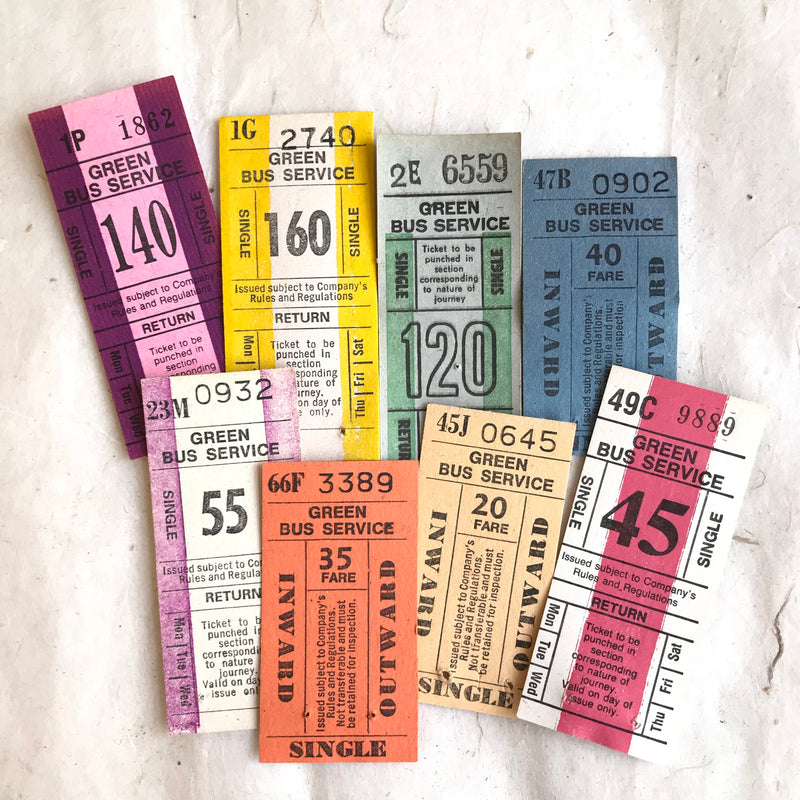 1P 1862
GREEN
BUS SERVICE
SINGLE 140 SINGLE
Issued subject to Company's
Rules and Regulations
RETURN
Mon Tue Wed
Ticket to be
punched in
section
1G 2740
GREEN
BUS SERVICE
SINGLE 160 SINGLE
Issued subject to Company's
Rules and Regulations
RETURN
Ticket to be
punched in
section
nature of
journey.
on day of
use only.
Thu Fri Sat
2E 6559
GREEN
BUS SERVICE
SINGLE
Ticket to be
punched in
section
corresponding
to nature of
journey
SINGLE
120
47B 0902
GREEN
BUS SERVICE
40
FARE
INWARD
OUTWARD
Regulations.
23M 0932
GREEN
BUS SERVICE
SINGLE 55
Issued subject to
Rules and
RETURN
Mon Tue Wed
Ticket to be
punched in
section
corresponding
to nature of
journey.
Valid on day of
issue only.
66F 3389
GREEN
BUS SERVICE
35
FARE
INWARD
Issued subject to Company's
Rules and Regulations.
Not transferable and must
be retained for inspection.
OUTWARD
SINGLE
45J 0645
GREEN
BUS SERVICE
20
FARE
INWARD
Issued subject to Company's
Rules and Regulations.
Not transferable and must
be retained for inspection.
OUTWARD
SINGLE
49C 9889
GREEN
BUS SERVICE
SINGLE 45 SINGLE
Issued subject to Company's
Rules and Regulations.
RETURN
Mon Tue Wed
Ticket to be
punched in
section
corresponding
to nature of
journey.
Valid on day of
issue only.
Thu Fri Sat